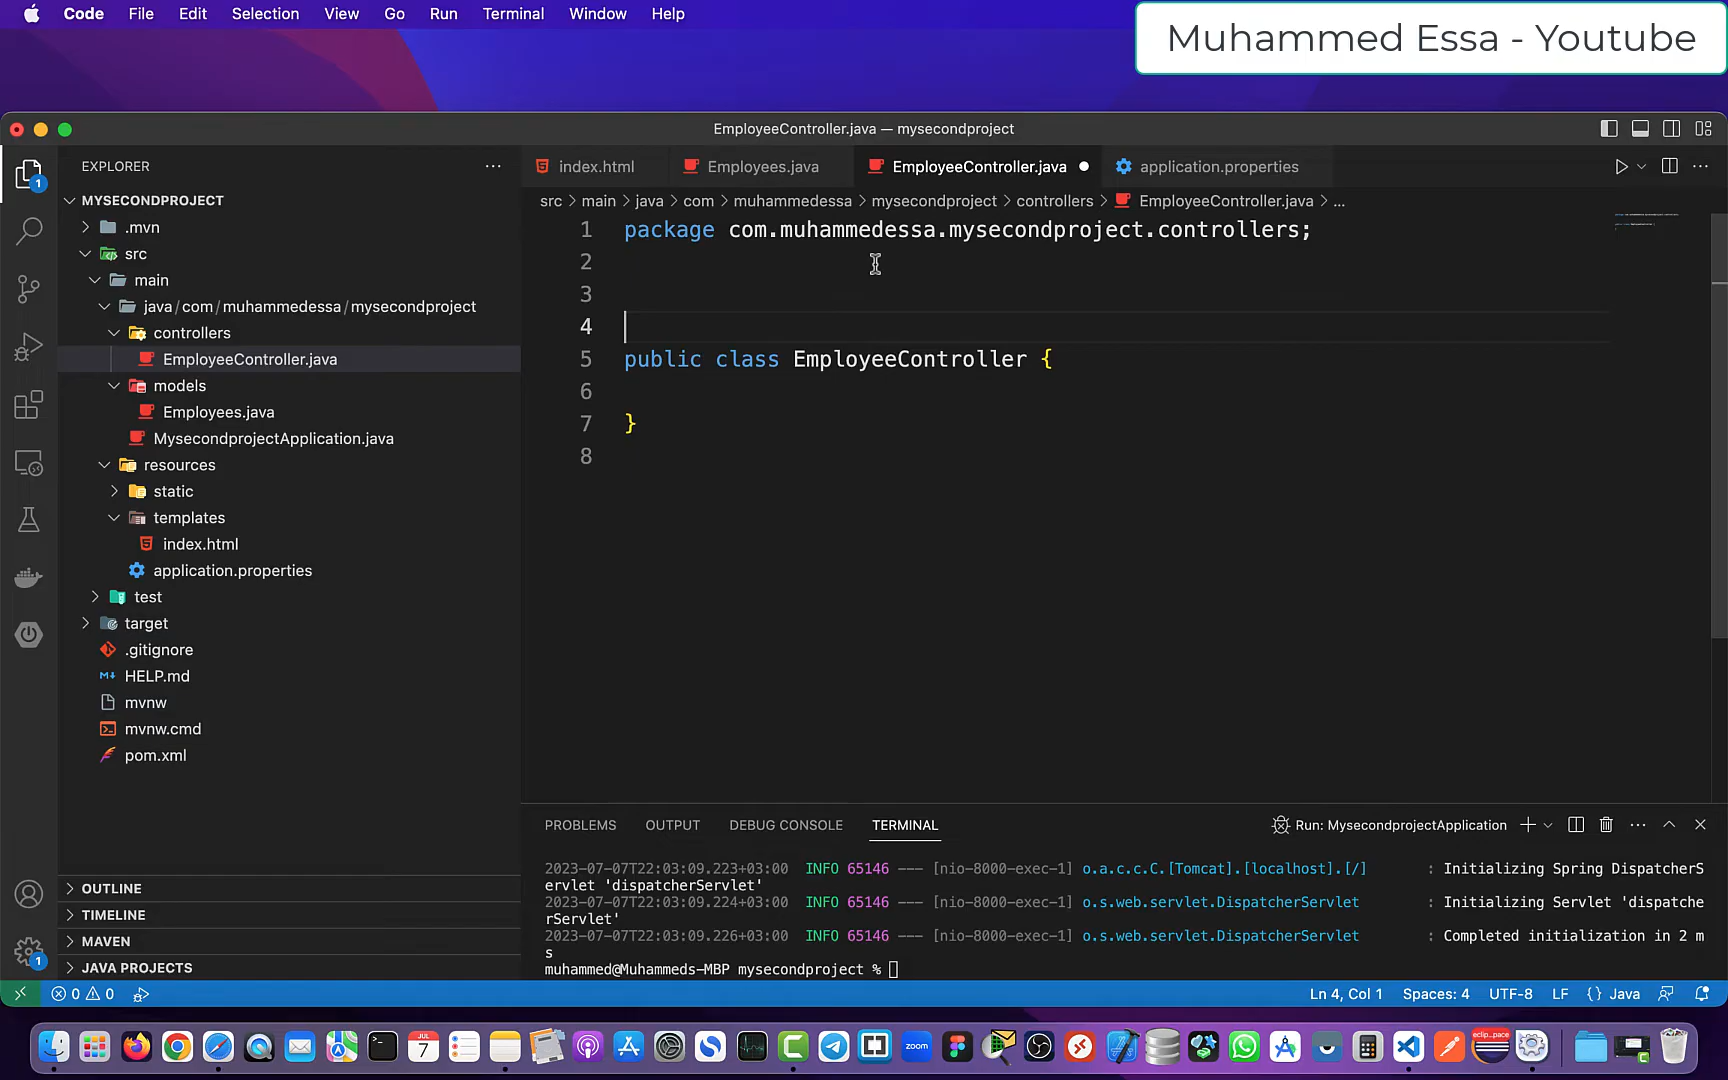 Code File Edit Selection View Go Run Terminal Window Help
Muhammed Essa - Youtube
EmployeeController.java — mysecondproject
EXPLORER
MYSECONDPROJECT
.mvn
src
main
java/com/muhammedessa/mysecondproject
controllers
EmployeeController.java
models
Employees.java
MysecondprojectApplication.java
resources
static
templates
index.html
application.properties
test
target
.gitignore
HELP.md
mvnw
mvnw.cmd
pom.xml
OUTLINE
TIMELINE
MAVEN
JAVA PROJECTS
1
1
index.html Employees.java EmployeeController.java application.properties
src > main > java > com > muhammedessa > mysecondproject > controllers > EmployeeController.java > ...
1 package com.muhammedessa.mysecondproject.controllers;
2
3
4
5 public class EmployeeController {
6
7 }
8
PROBLEMS OUTPUT DEBUG CONSOLE TERMINAL Run: MysecondprojectApplication
2023-07-07T22:03:09.223+03:00 INFO 65146 --- [nio-8000-exec-1] o.a.c.c.C.[Tomcat].[localhost].[/] : Initializing Spring DispatcherS
ervlet 'dispatcherServlet'
2023-07-07T22:03:09.224+03:00 INFO 65146 --- [nio-8000-exec-1] o.s.web.servlet.DispatcherServlet : Initializing Servlet 'dispatche
rServlet'
2023-07-07T22:03:09.226+03:00 INFO 65146 --- [nio-8000-exec-1] o.s.web.servlet.DispatcherServlet : Completed initialization in 2 m
s
muhammed@Muhammeds-MBP mysecondproject %
0 0 Ln 4, Col 1 Spaces: 4 UTF-8 LF {} Java
JUL
7
zoom